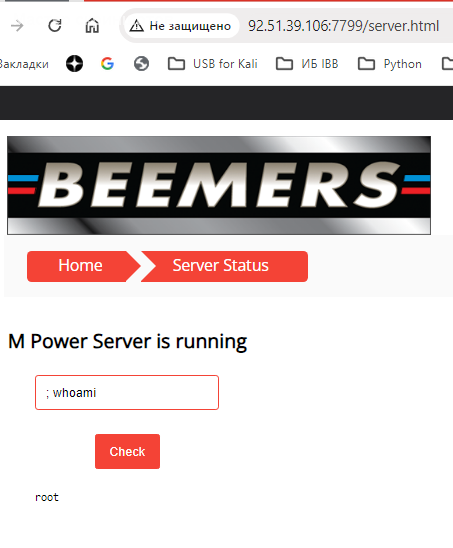 Не защищено 92.51.39.106:7799/server.html
Закладки USB for Kali ИБ IBB Python
BEEMERS
Home Server Status
M Power Server is running
; whoami
Check
root